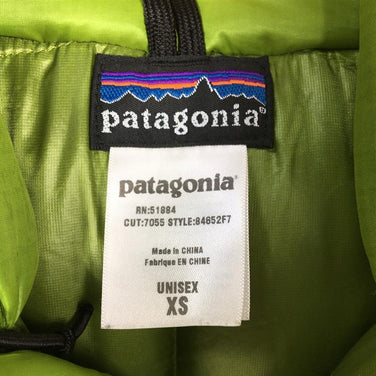 patagonia®
patagonia®
RN:51884
CUT:7055 STYLE:84652F7
Made in CHINA
Fabriqué EN CHINE
UNISEX
XS